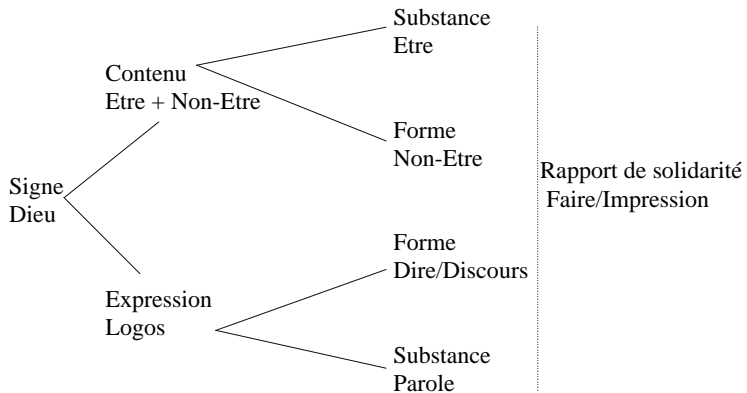 Substance
Etre
Contenu
Etre + Non-Etre
Forme
Non-Etre
Signe
Dieu
Rapport de solidarité
Faire/Impression
Forme
Dire/Discours
Expression
Logos
Substance
Parole